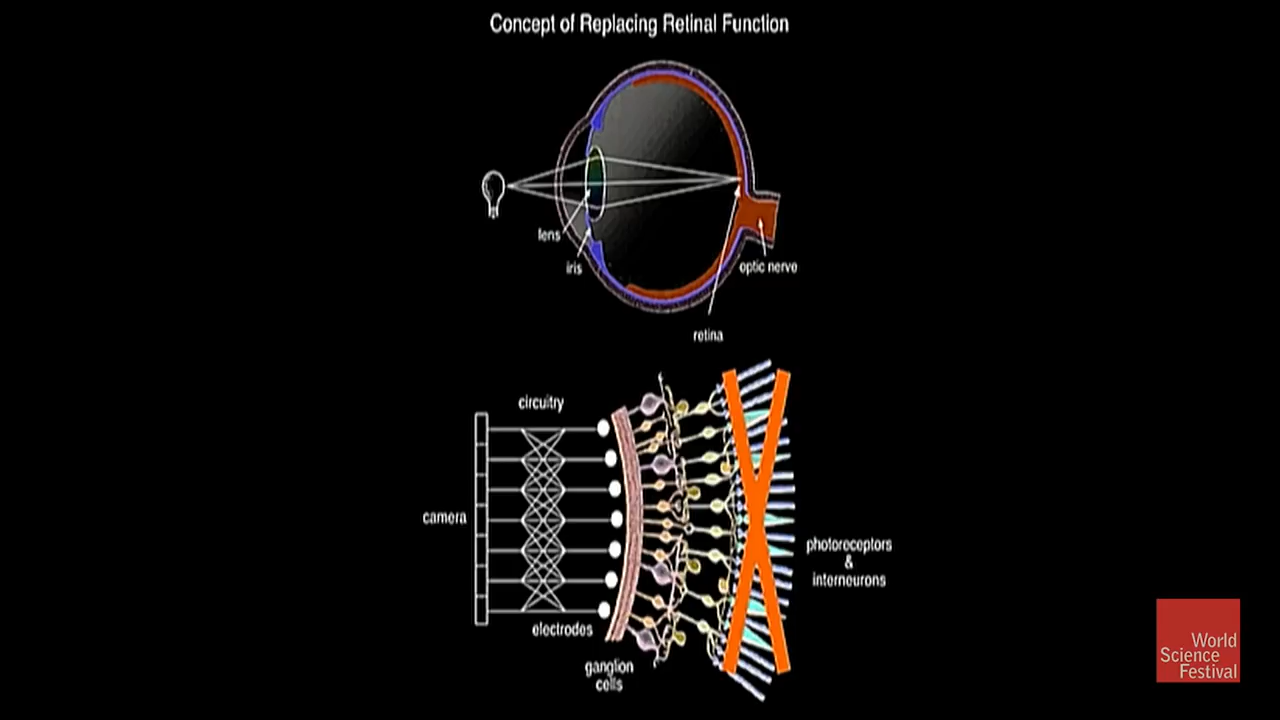 Concept of Replacing Retinal Function
lens
iris
optic nerve
retina
circuitry
camera
photoreceptors
&
interneurons
electrodes
ganglion
cells
World
Science
Festival